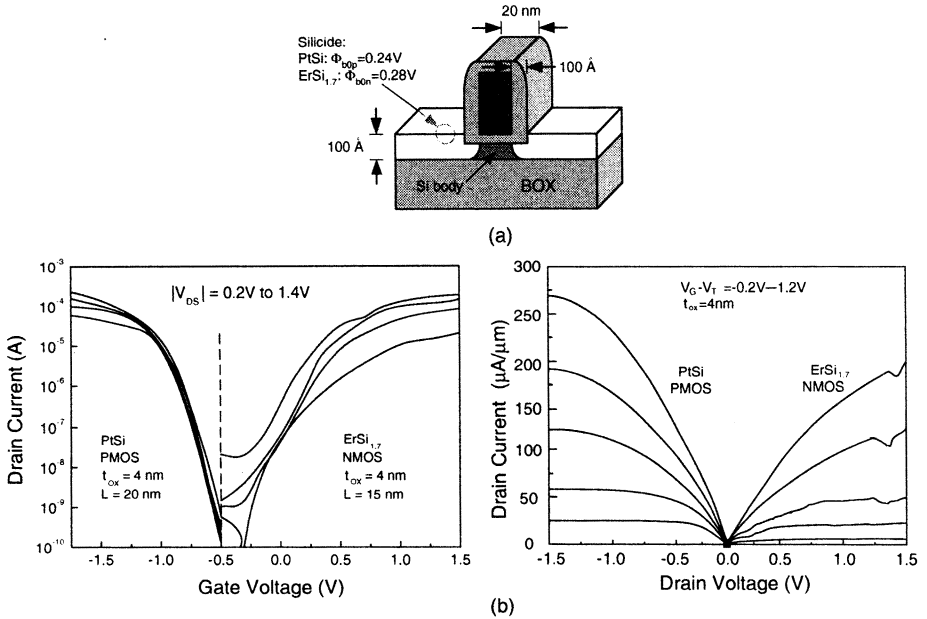 20 nm
Silicide:
PtSi: Φb0p=0.24V
ErSi1.7: Φb0n=0.28V
100 Å
100 Å
Si body
BOX
(a)
10-3
10-4
10-5
10-6
10-7
10-8
10-9
10-10
Drain Current (A)
|VDS| = 0.2V to 1.4V
PtSi
PMOS
tox = 4 nm
L = 20 nm
ErSi1.7
NMOS
tox = 4 nm
L = 15 nm
-1.5
-1.0
-0.5
0.0
0.5
1.0
1.5
Gate Voltage (V)
300
250
200
150
100
50
0
Drain Current (μA/μm)
VG-VT =-0.2V—1.2V
tox=4nm
PtSi
PMOS
ErSi1.7
NMOS
-1.5
-1.0
-0.5
0
0.5
1.0
1.5
Drain Voltage (V)
(b)